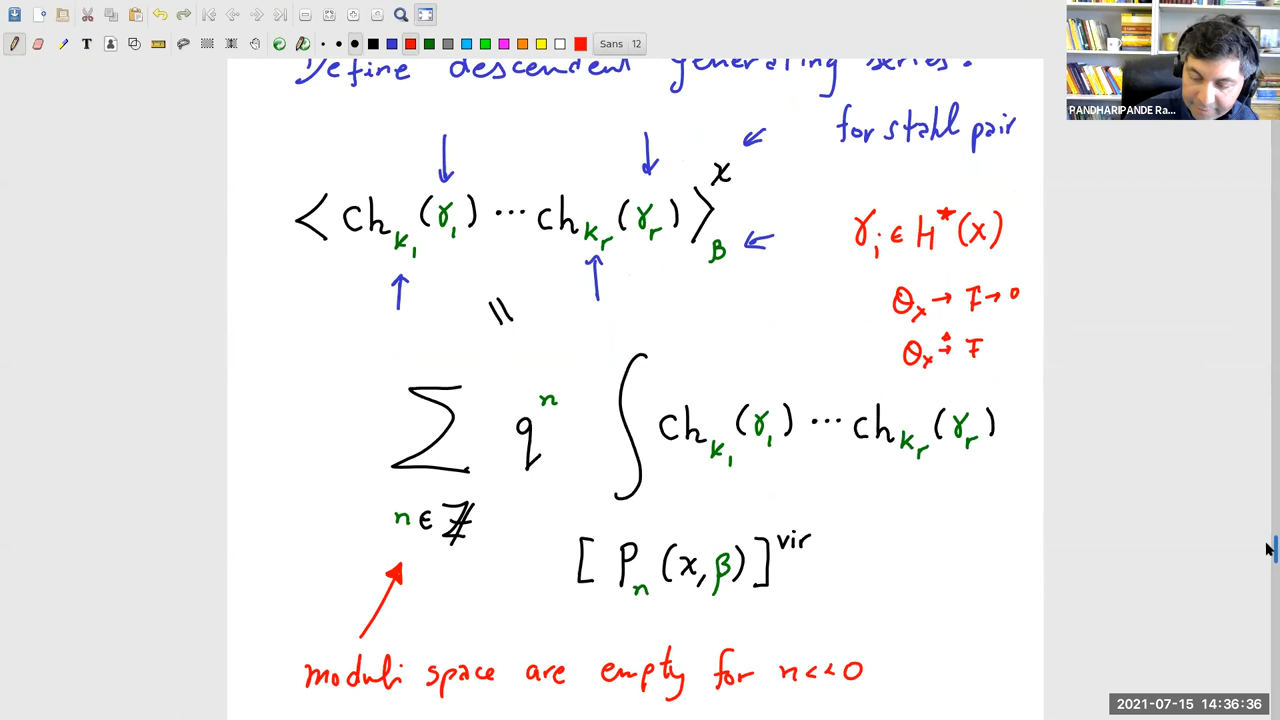 Define descendent generating series.
for stabl pair
< Ch_{k_1}(γ_1) ⋯ ch_{k_r}(γ_r) >^X_β
γ_i ∈ H^*(X)
O_X → F → 0
O_X →^s F
||
Σ_{n∈ℤ} q^n ∫_{[P_n(X,β)]^{vir}} ch_{k_1}(γ_1) ⋯ ch_{k_r}(γ_r)
moduli space are empty for n<<0
Sans 12
PANDHARIPANDE Ra...
2021-07-15 14:36:36